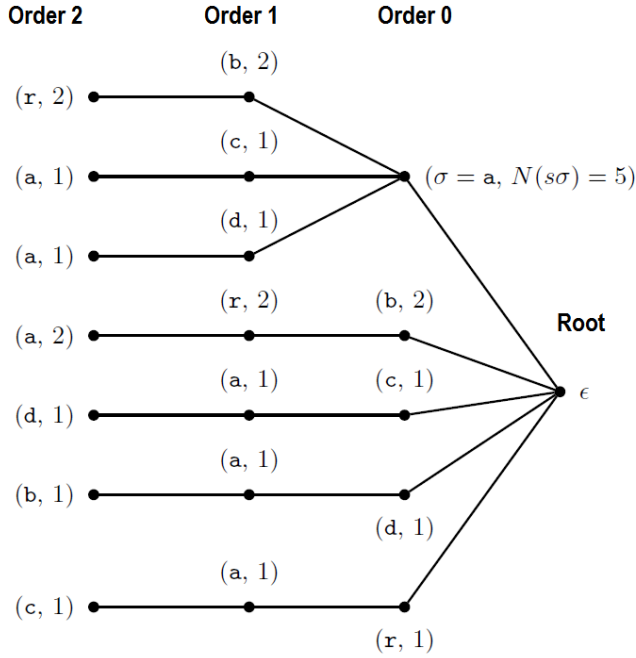 Order 2 Order 1 Order 0
(b, 2)
(r, 2)
(c, 1)
(a, 1) (σ = a, N(sσ) = 5)
(d, 1)
(a, 1)
(r, 2) (b, 2)
Root
(a, 2)
(a, 1) (c, 1)
ϵ
(d, 1)
(a, 1)
(b, 1)
(d, 1)
(a, 1)
(c, 1)
(r, 1)